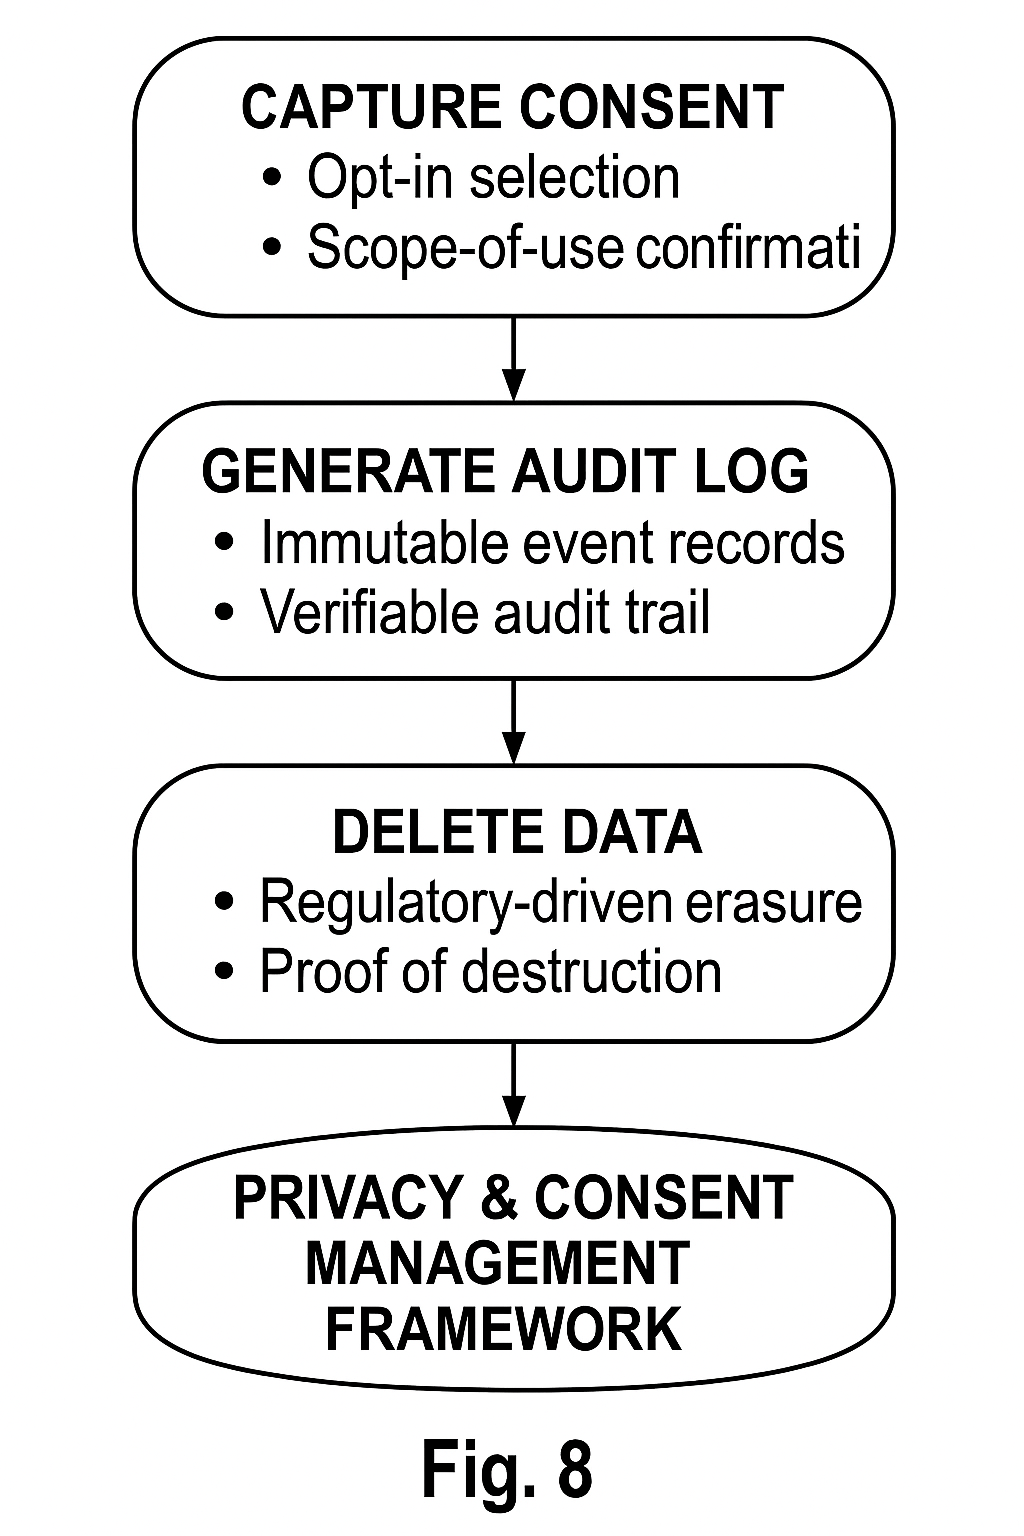 CAPTURE CONSENT
• Opt-in selection
• Scope-of-use confirmati
GENERATE AUDIT LOG
• Immutable event records
• Verifiable audit trail
DELETE DATA
• Regulatory-driven erasure
• Proof of destruction
PRIVACY & CONSENT
MANAGEMENT
FRAMEWORK
Fig. 8